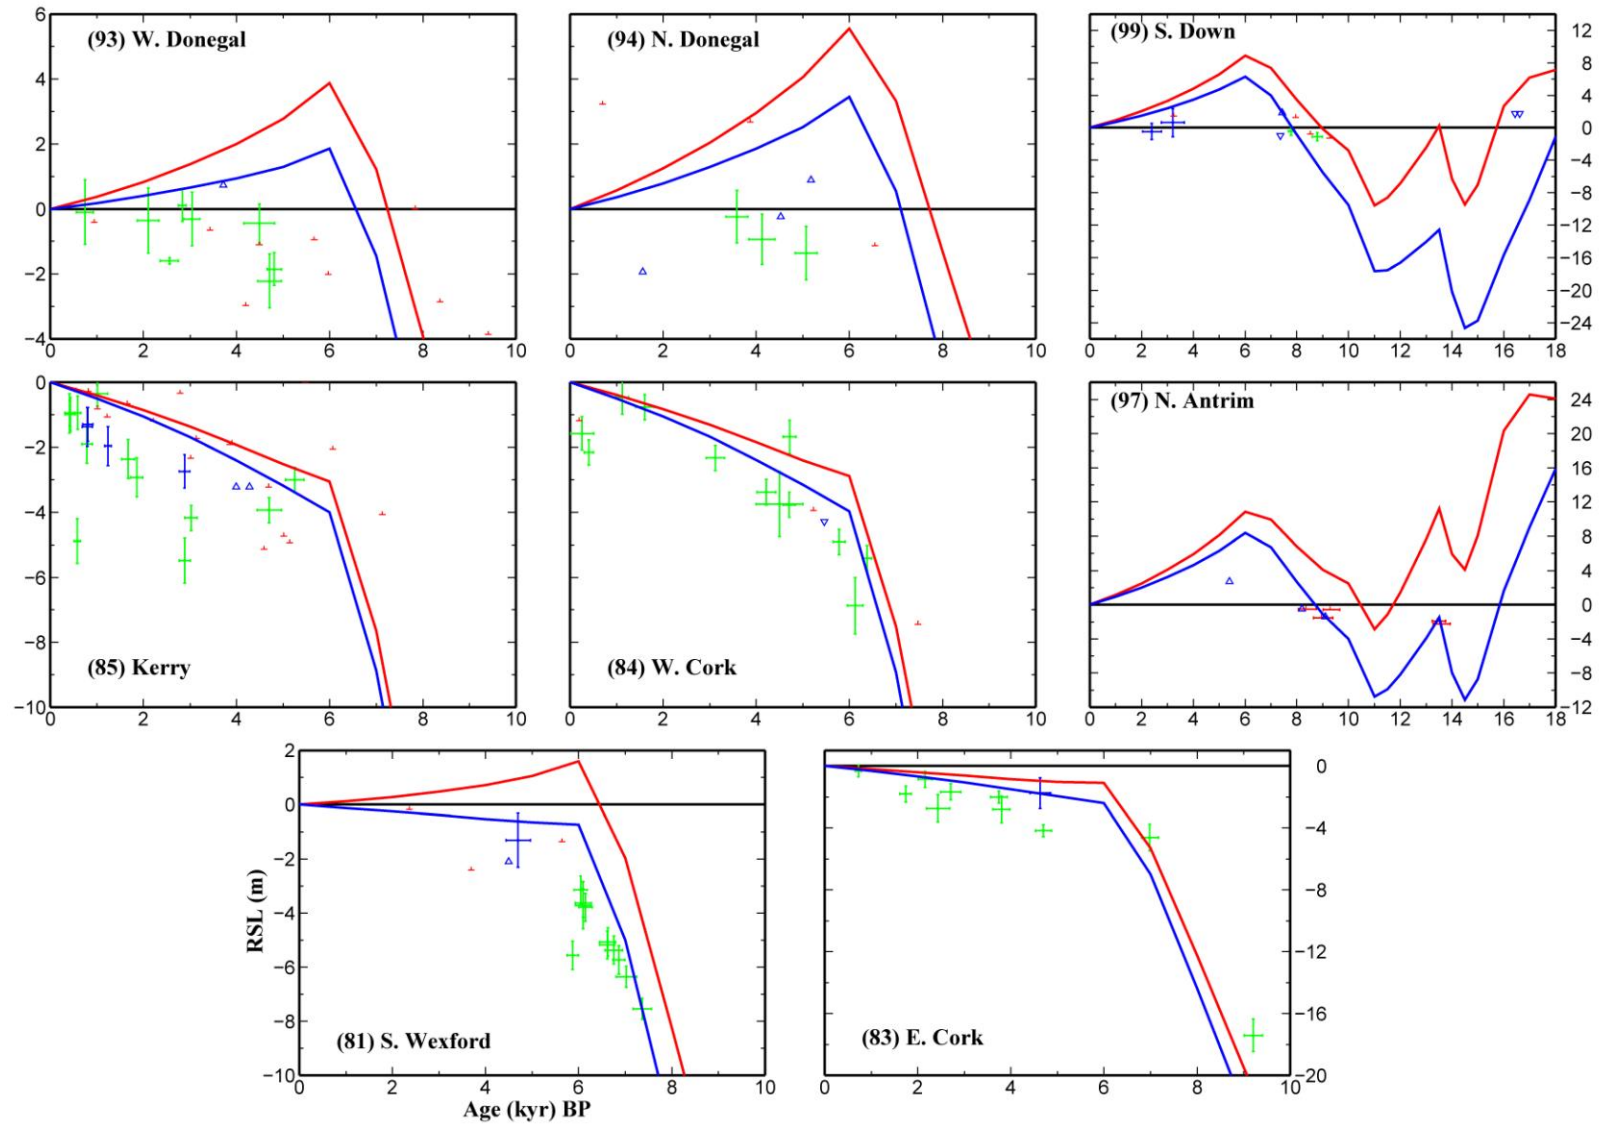 (93) W. Donegal
6
4
2
0
−2
−4
0 2 4 6 8 10
(94) N. Donegal
0 2 4 6 8 10
(99) S. Down
12
8
4
0
−4
−8
−12
−16
−20
−24
0 2 4 6 8 10 12 14 16 18
(85) Kerry
0
−2
−4
−6
−8
−10
0 2 4 6 8 10
(84) W. Cork
0 2 4 6 8 10
(97) N. Antrim
24
20
16
12
8
4
0
−4
−8
−12
0 2 4 6 8 10 12 14 16 18
RSL (m)
2
0
−2
−4
−6
−8
−10
(81) S. Wexford
0 2 4 6 8 10
Age (kyr) BP
(83) E. Cork
0
−4
−8
−12
−16
−20
0 2 4 6 8 10